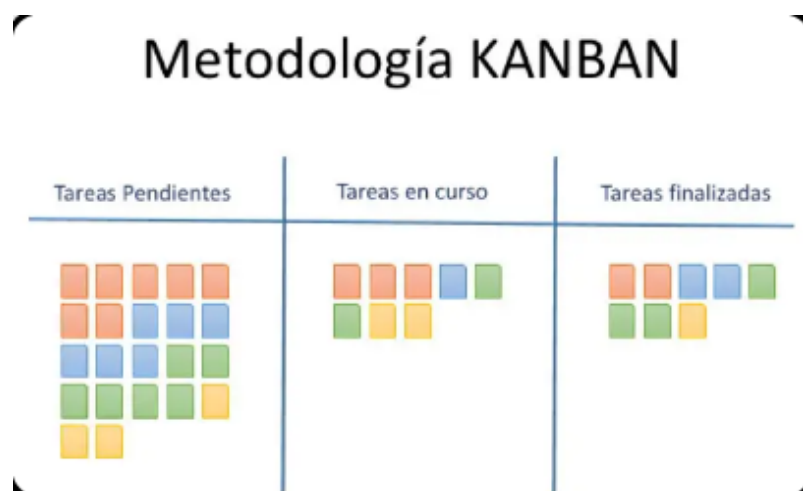 Metodología KANBAN
Tareas Pendientes
Tareas en curso
Tareas finalizadas